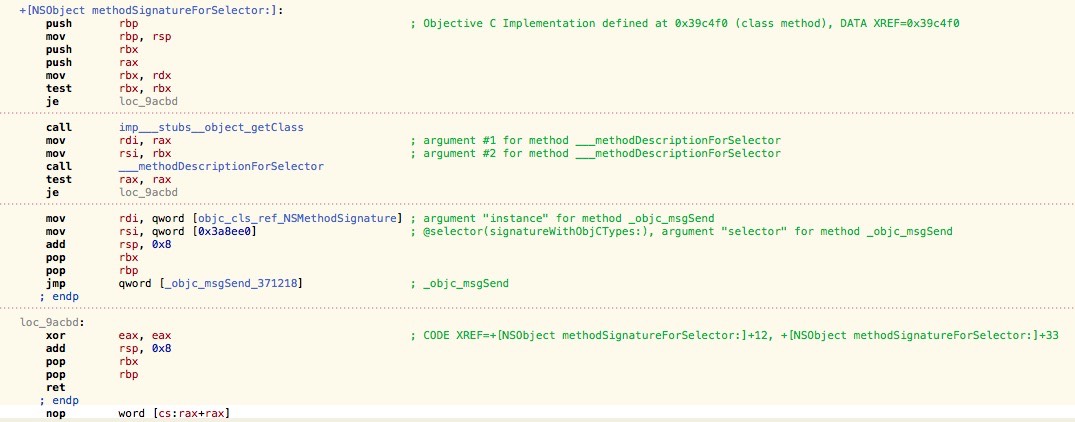 +[NSObject methodSignatureForSelector:]:
push rbp ; Objective C Implementation defined at 0x39c4f0 (class method), DATA XREF=0x39c4f0
mov rbp, rsp
push rbx
push rax
mov rbx, rdx
test rbx, rbx
je loc_9acbd
call imp___stubs__object_getClass
mov rdi, rax ; argument #1 for method ___methodDescriptionForSelector
mov rsi, rbx ; argument #2 for method ___methodDescriptionForSelector
call ___methodDescriptionForSelector
test rax, rax
je loc_9acbd
mov rdi, qword [objc_cls_ref_NSMethodSignature] ; argument "instance" for method _objc_msgSend
mov rsi, qword [0x3a8ee0] ; @selector(signatureWithObjCTypes:), argument "selector" for method _objc_msgSend
add rsp, 0x8
pop rbx
pop rbp
jmp qword [_objc_msgSend_371218] ; _objc_msgSend
; endp
loc_9acbd:
xor eax, eax ; CODE XREF=+[NSObject methodSignatureForSelector:]+12, +[NSObject methodSignatureForSelector:]+33
add rsp, 0x8
pop rbx
pop rbp
ret
; endp
nop word [cs:rax+rax]